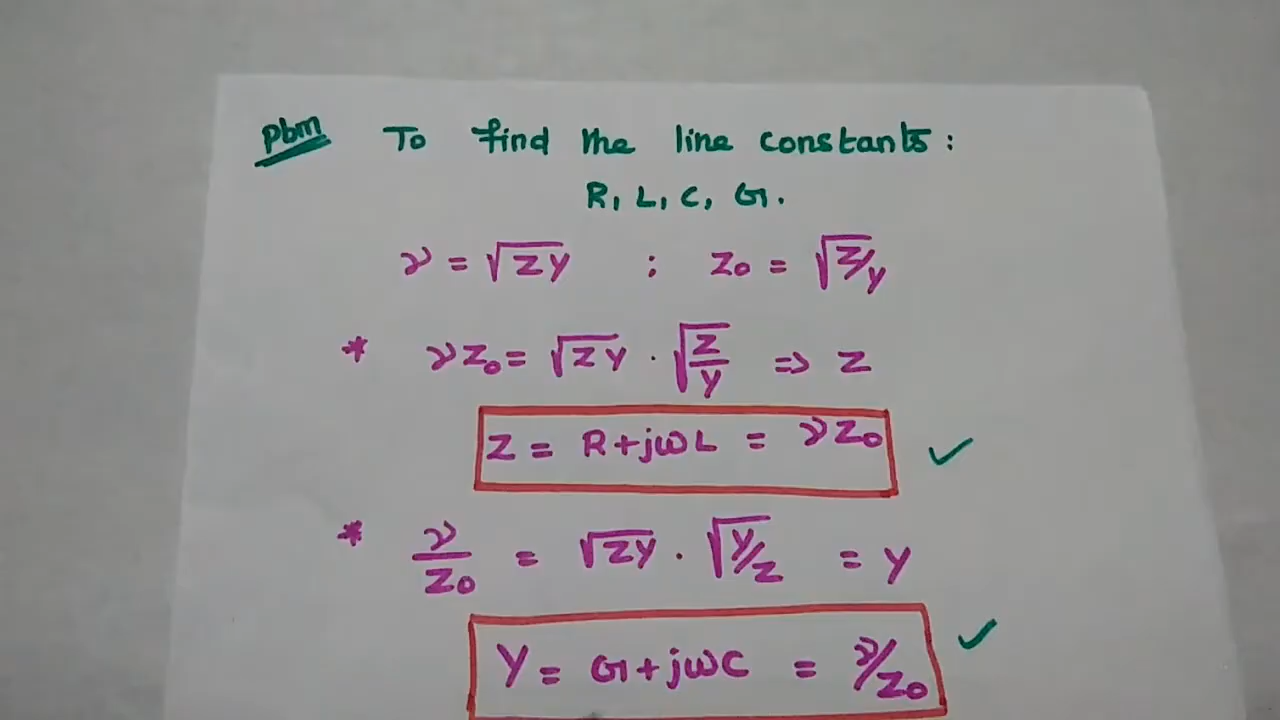 Pbm To find the line constants :
R, L, C, G.
γ = √ZY ; Z₀ = √Z/Y
* γZ₀ = √ZY . √Z/Y ⇒ Z
Z = R+jωL = γZ₀ ✓
* γ/Z₀ = √ZY . √Y/Z = Y
Y = G+jωC = γ/Z₀ ✓